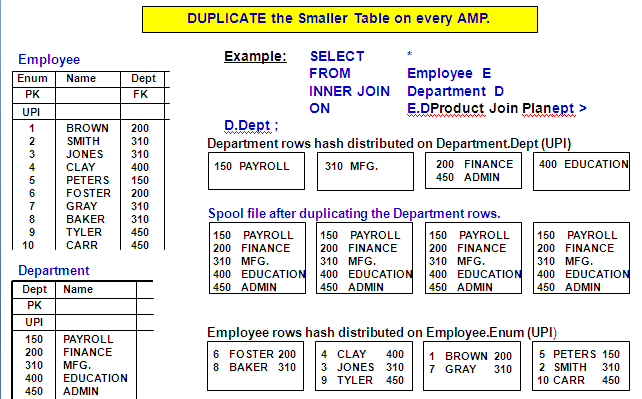 DUPLICATE the Smaller Table on every AMP.
Employee
Enum Name Dept
PK FK
UPI
1 BROWN 200
2 SMITH 310
3 JONES 310
4 CLAY 400
5 PETERS 150
6 FOSTER 200
7 GRAY 310
8 BAKER 310
9 TYLER 450
10 CARR 450
Department
Dept Name
PK
UPI
150 PAYROLL
200 FINANCE
310 MFG.
400 EDUCATION
450 ADMIN
Example: SELECT *
FROM Employee E
INNER JOIN Department D
ON E.DProduct Join Planept >
D.Dept ;
Department rows hash distributed on Department.Dept (UPI)
150 PAYROLL
310 MFG.
200 FINANCE
450 ADMIN
400 EDUCATION
Spool file after duplicating the Department rows.
150 PAYROLL
200 FINANCE
310 MFG.
400 EDUCATION
450 ADMIN
150 PAYROLL
200 FINANCE
310 MFG.
400 EDUCATION
450 ADMIN
150 PAYROLL
200 FINANCE
310 MFG.
400 EDUCATION
450 ADMIN
150 PAYROLL
200 FINANCE
310 MFG.
400 EDUCATION
450 ADMIN
Employee rows hash distributed on Employee.Enum (UPI)
6 FOSTER 200
8 BAKER 310
4 CLAY 400
3 JONES 310
9 TYLER 450
1 BROWN 200
7 GRAY 310
5 PETERS 150
2 SMITH 310
10 CARR 450